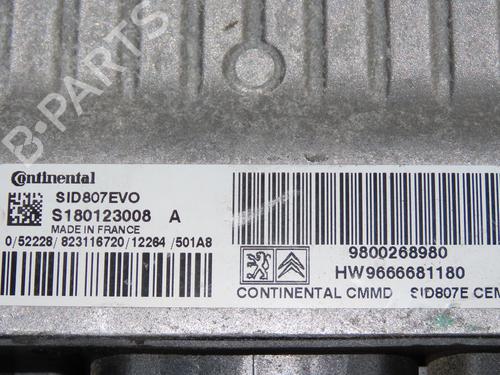 B-PARTS
Continental
SID807EVO
S180123008 A
MADE IN FRANCE
0/52228/823116720/12264/501A8
9800268980
HW9666681180
CONTINENTAL CMMD SID807E CEM